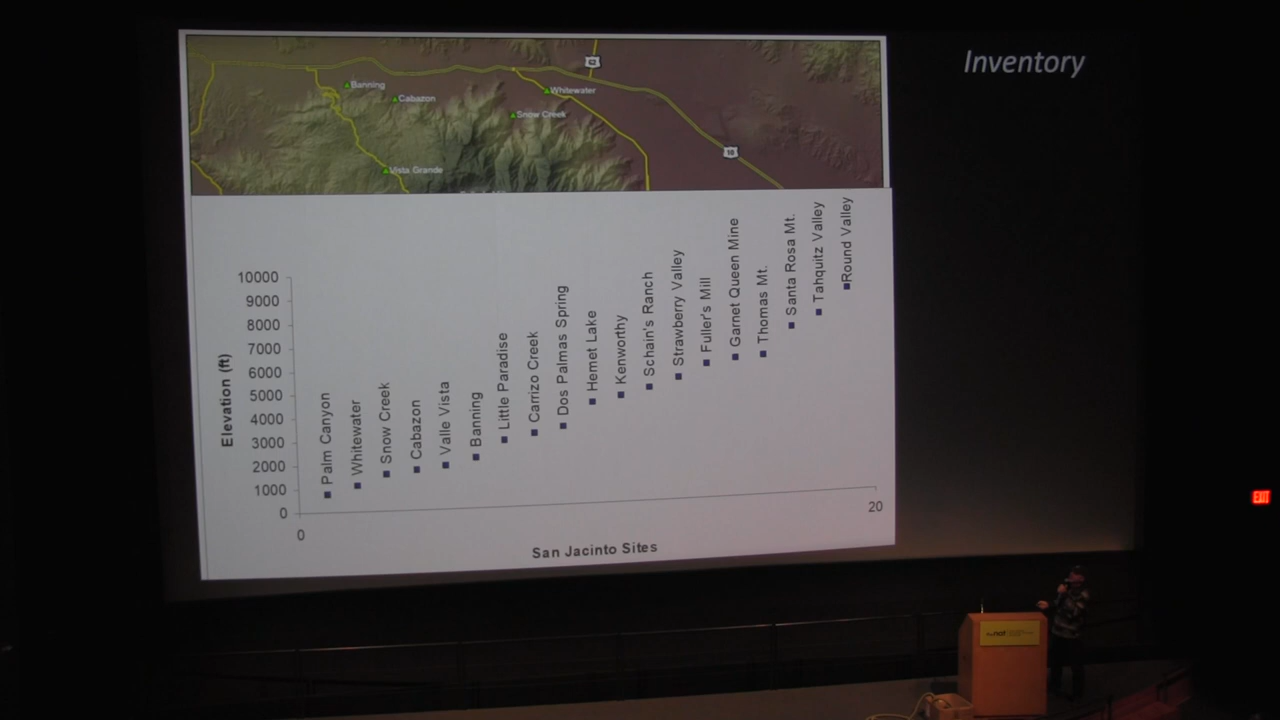 Inventory
62
Banning
Whitewater
Cabazon
Snow Creek
10
Vista Grande
Round Valley
Tahquitz Valley
Santa Rosa Mt.
Garnet Queen Mine
Strawberry Valley
Thomas Mt.
Schain's Ranch
Fuller's Mill
Dos Palmas Spring
Hemet Lake
Kenworthy
Carrizo Creek
Little Paradise
Valle Vista
Snow Creek
Banning
Palm Canyon
Whitewater
Cabazon
Elevation (ft)
10000
9000
8000
7000
6000
5000
4000
3000
2000
1000
0
0
20
San Jacinto Sites
EXIT
nat